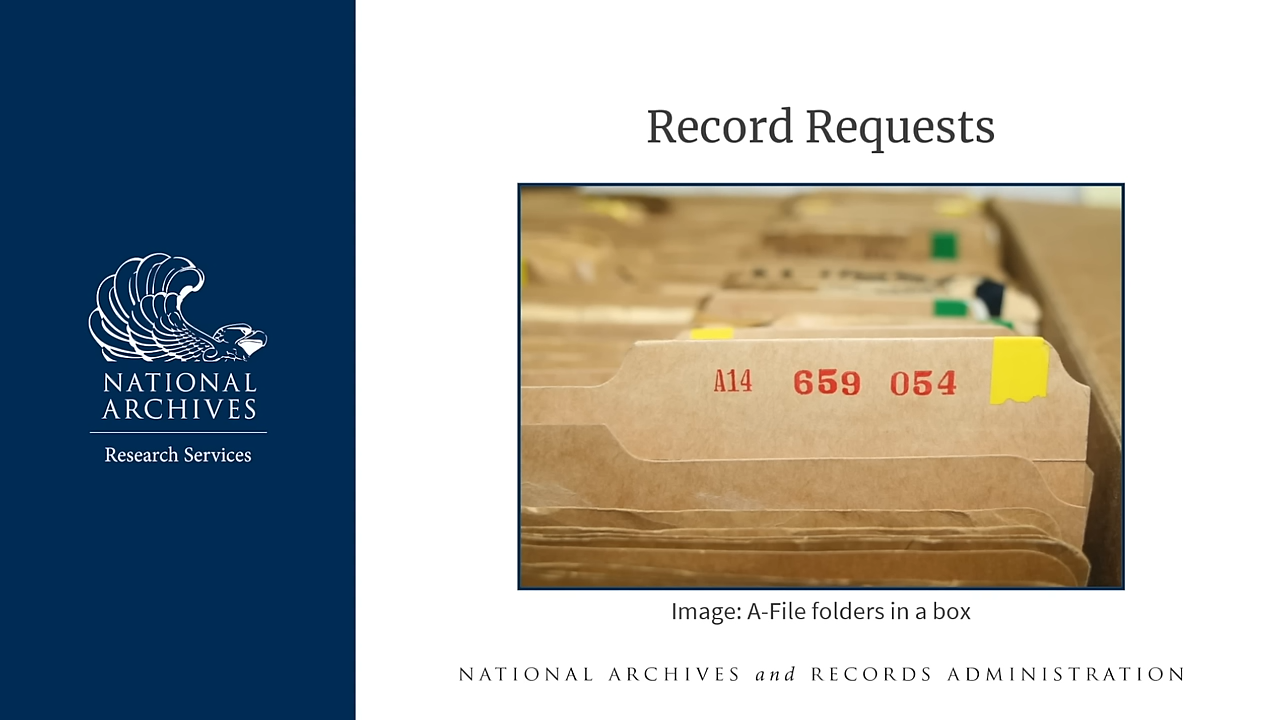 Record Requests
A14 659 054
NATIONAL
ARCHIVES
Research Services
Image: A-File folders in a box
NATIONAL ARCHIVES and RECORDS ADMINISTRATION